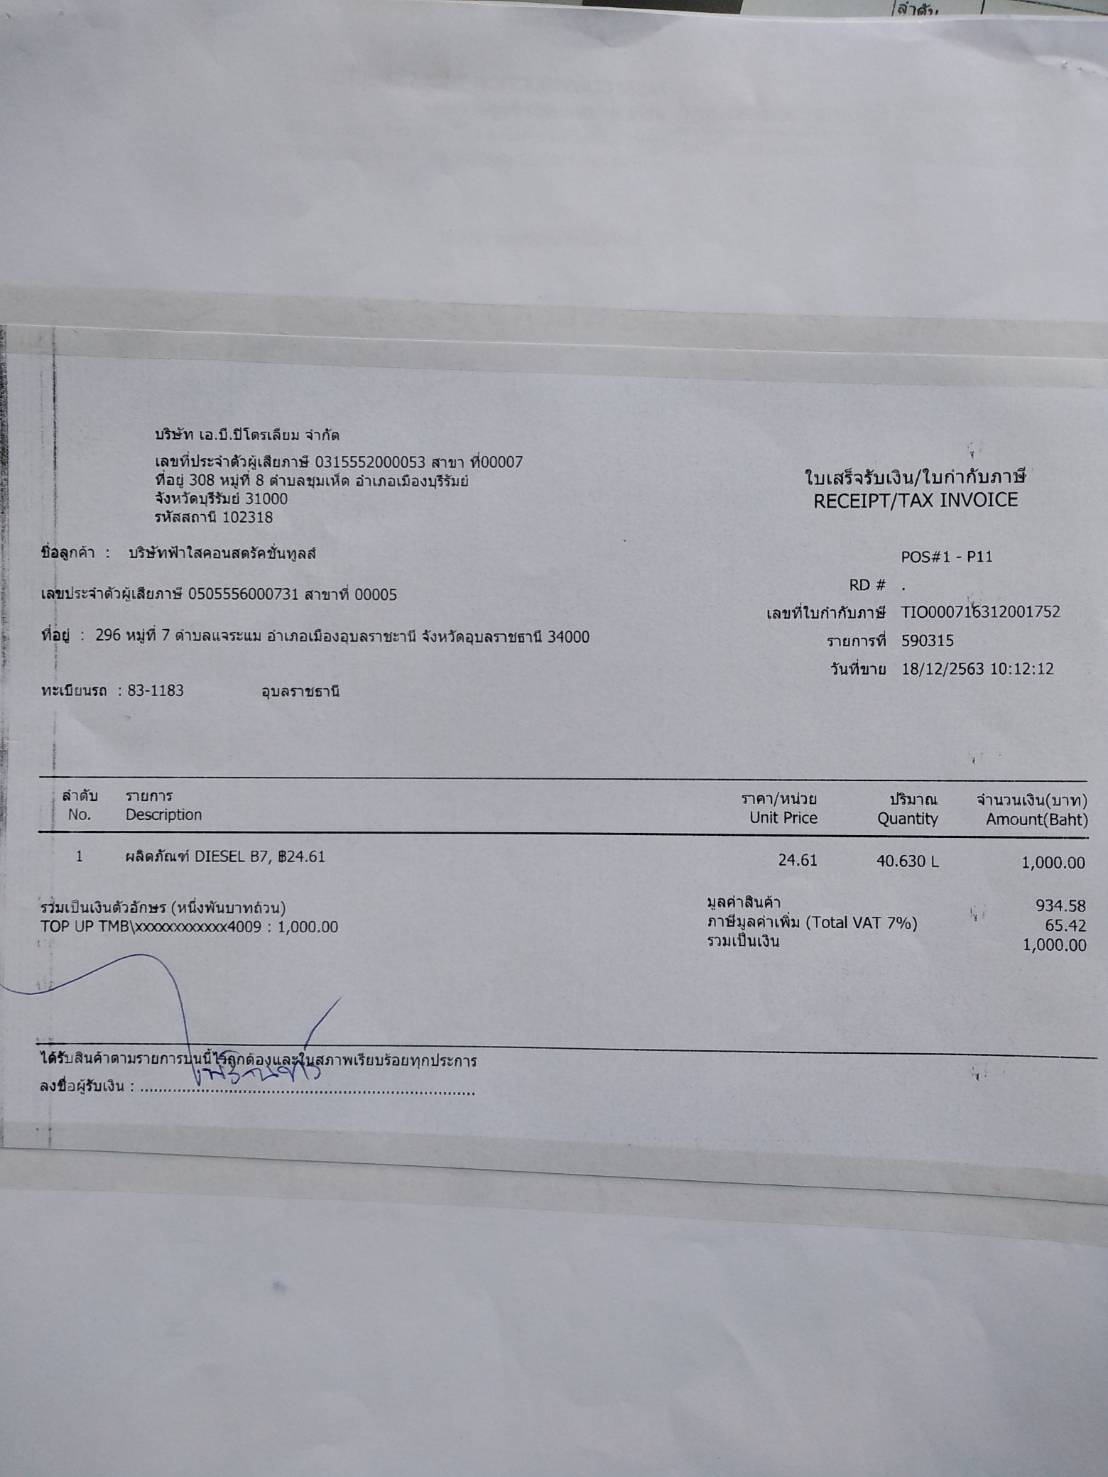 ลำดับ
บริษัท เอ.บี.ปิโตรเลียม จำกัด
เลขที่ประจำตัวผู้เสียภาษี 0315552000053 สาขา ที่00007
ที่อยู่ 308 หมู่ที่ 8 ตำบลชุมเห็ด อำเภอเมืองบุรีรัมย์
จังหวัดบุรีรัมย์ 31000
รหัสสถานี 102318
ใบเสร็จรับเงิน/ใบกำกับภาษี
RECEIPT/TAX INVOICE
ชื่อลูกค้า : บริษัทฟ้าใสคอนสตรัคชั่นทูลส์
POS#1 - P11
เลขประจำตัวผู้เสียภาษี 0505556000731 สาขาที่ 00005
RD # .
เลขที่ใบกำกับภาษี TIO000716312001752
ที่อยู่ : 296 หมู่ที่ 7 ตำบลแจระแม อำเภอเมืองอุบลราชะานี จังหวัดอุบลราชธานี 34000
รายการที่ 590315
วันที่ขาย 18/12/2563 10:12:12
ทะเบียนรถ : 83-1183 อุบลราชธานี
ลำดับ รายการ ราคา/หน่วย ปริมาณ จำนวนเงิน(บาท)
No. Description Unit Price Quantity Amount(Baht)
1 ผลิตภัณฑ์ DIESEL B7, ฿24.61 24.61 40.630 L 1,000.00
รวมเป็นเงินตัวอักษร (หนึ่งพันบาทถ้วน) มูลค่าสินค้า 934.58
TOP UP TMB\xxxxxxxxxxxx4009 : 1,000.00 ภาษีมูลค่าเพิ่ม (Total VAT 7%) 65.42
รวมเป็นเงิน 1,000.00
ได้รับสินค้าตามรายการบนนี้ไว้ถูกต้องและในสภาพเรียบร้อยทุกประการ
ลงชื่อผู้รับเงิน : ..........................................................................